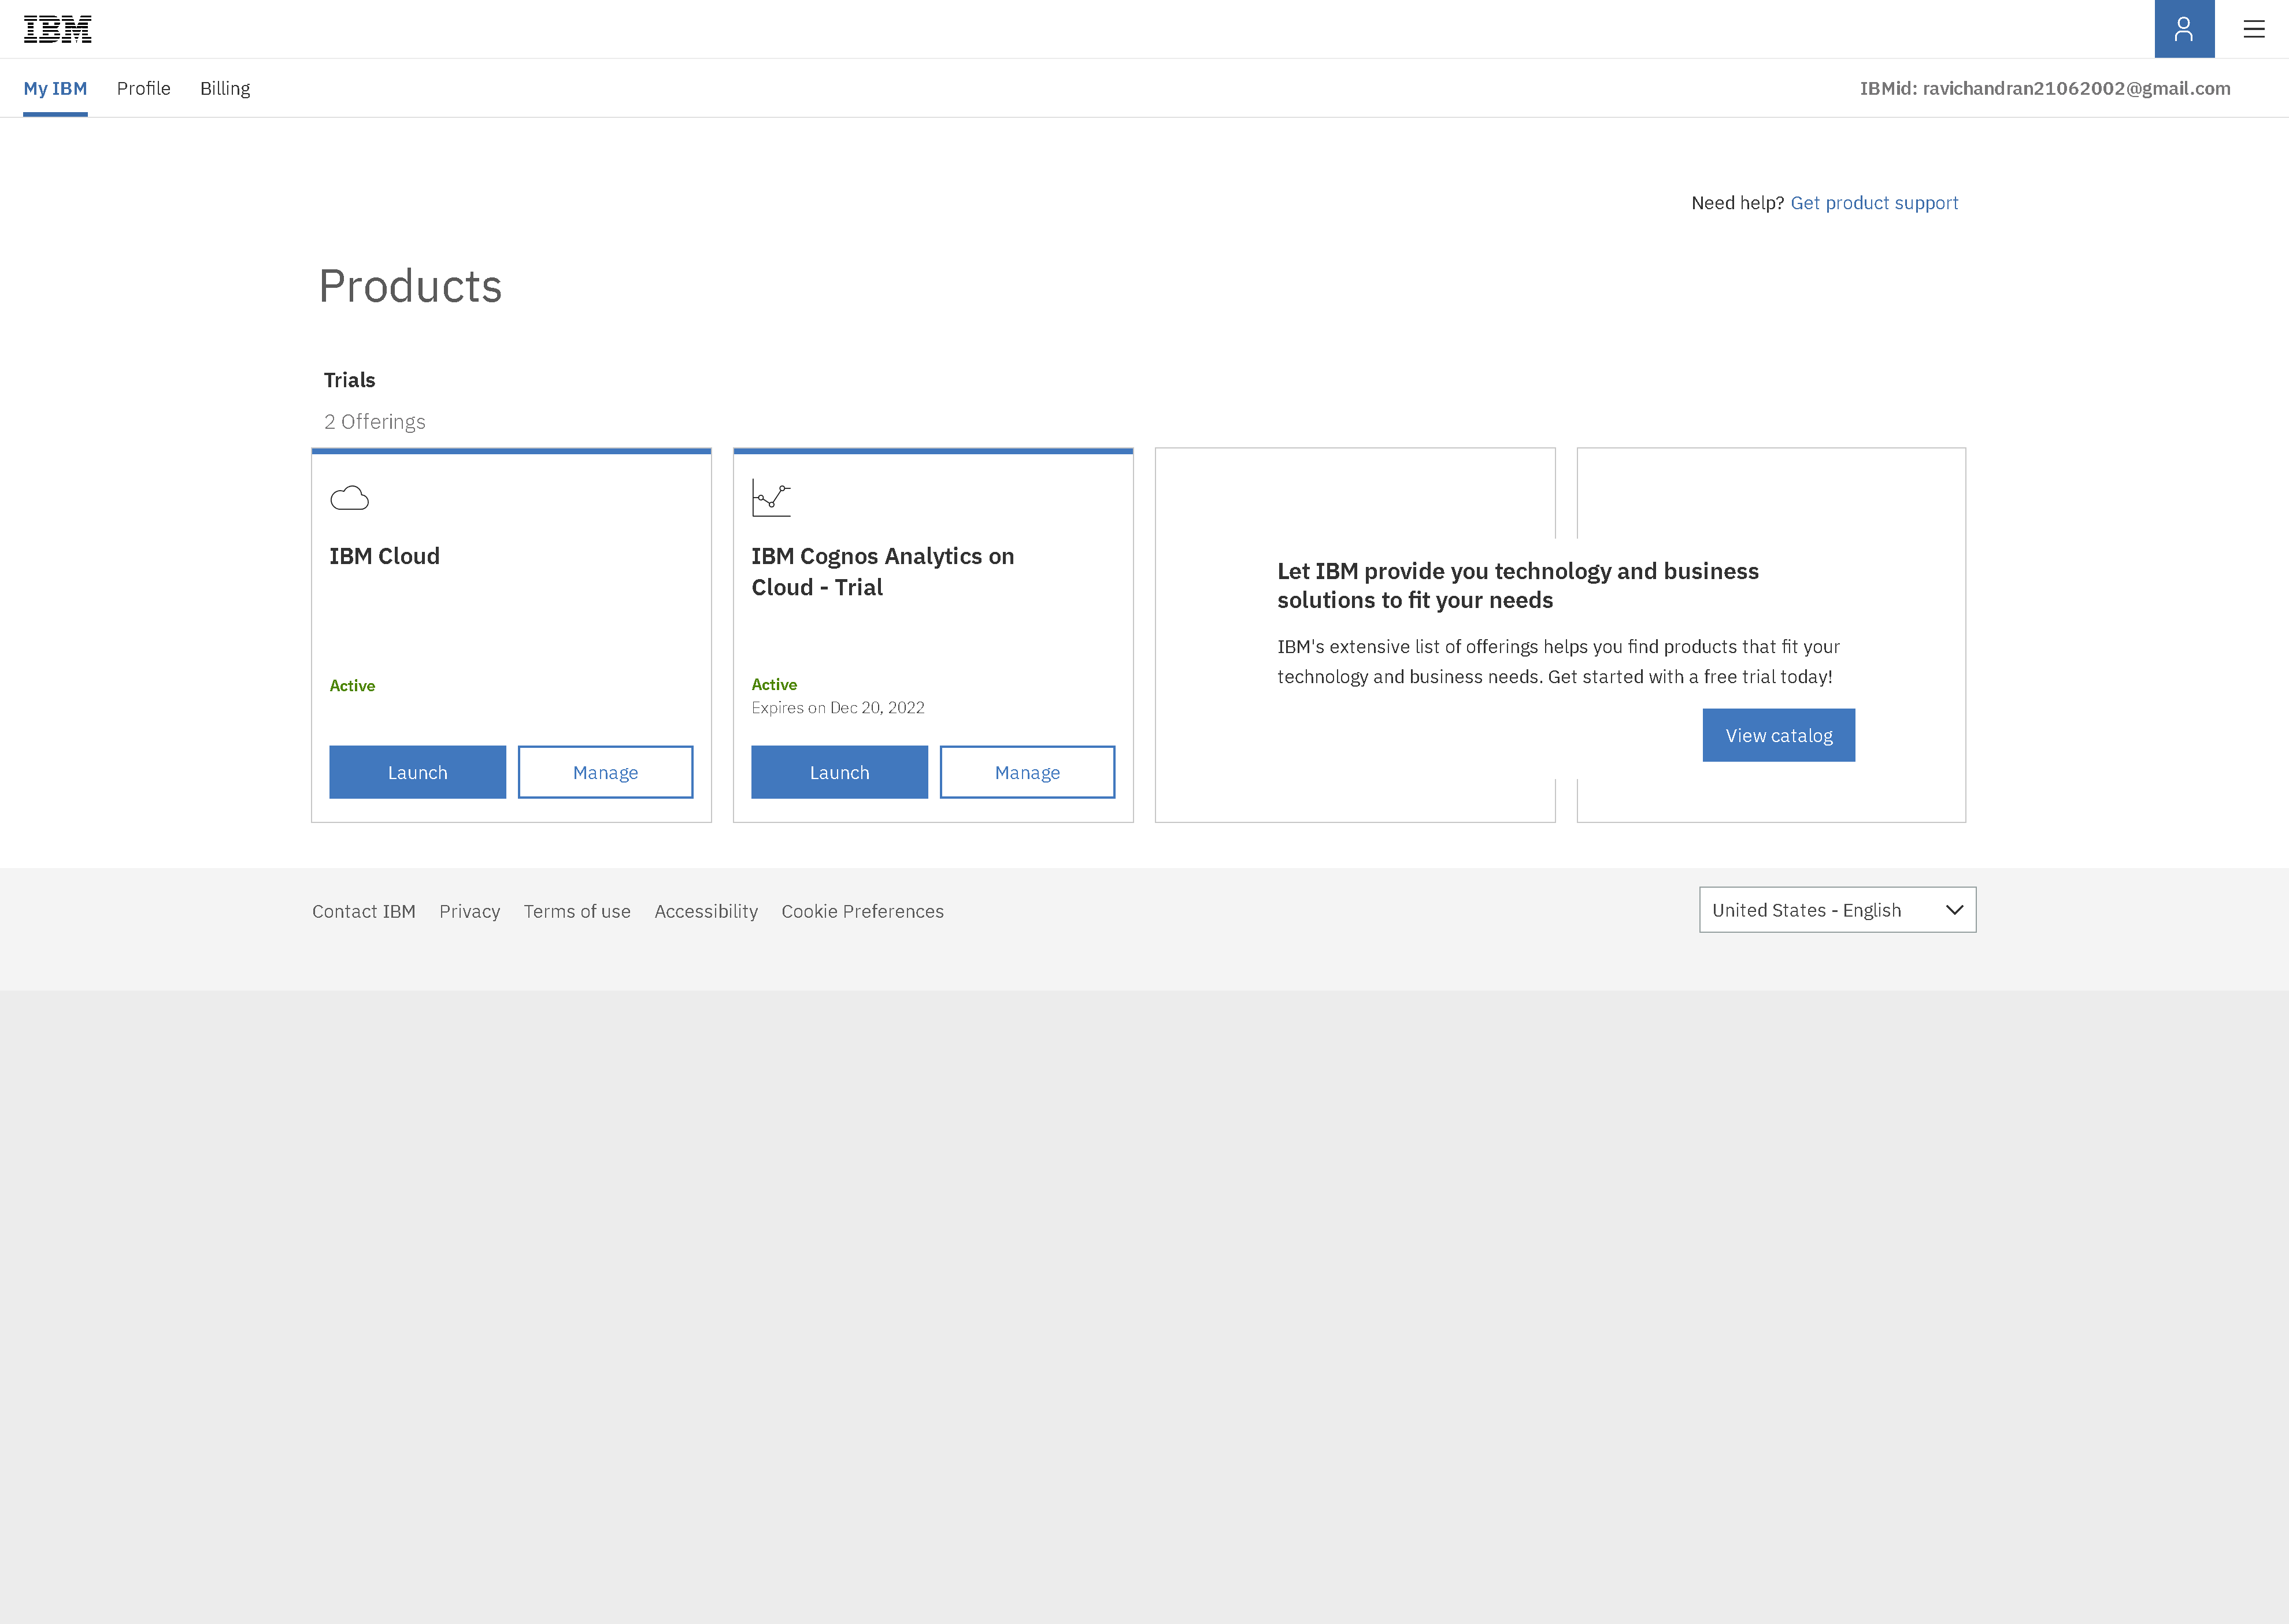 IBM
My IBM Profile Billing IBMid: ravichandran21062002@gmail.com
Need help? Get product support
Products
Trials
2 Offerings
IBM Cloud
Active
Launch Manage
IBM Cognos Analytics on
Cloud - Trial
Active
Expires on Dec 20, 2022
Launch Manage
Let IBM provide you technology and business
solutions to fit your needs
IBM's extensive list of offerings helps you find products that fit your
technology and business needs. Get started with a free trial today!
View catalog
Contact IBM Privacy Terms of use Accessibility Cookie Preferences United States - English